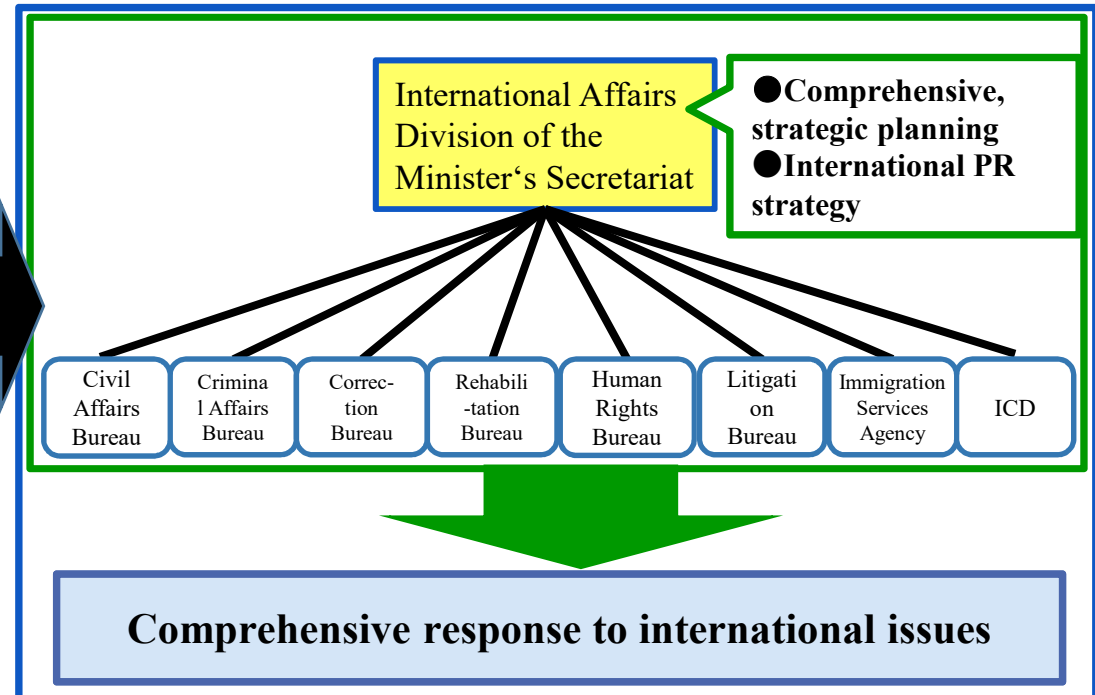 International Affairs
Division of the
Minister‘s Secretariat
●Comprehensive,
strategic planning
●International PR
strategy
Civil
Affairs
Bureau
Crimina
l Affairs
Bureau
Correc-
tion
Bureau
Rehabili
-tation
Bureau
Human
Rights
Bureau
Litigati
on
Bureau
Immigration
Services
Agency
ICD
Comprehensive response to international issues